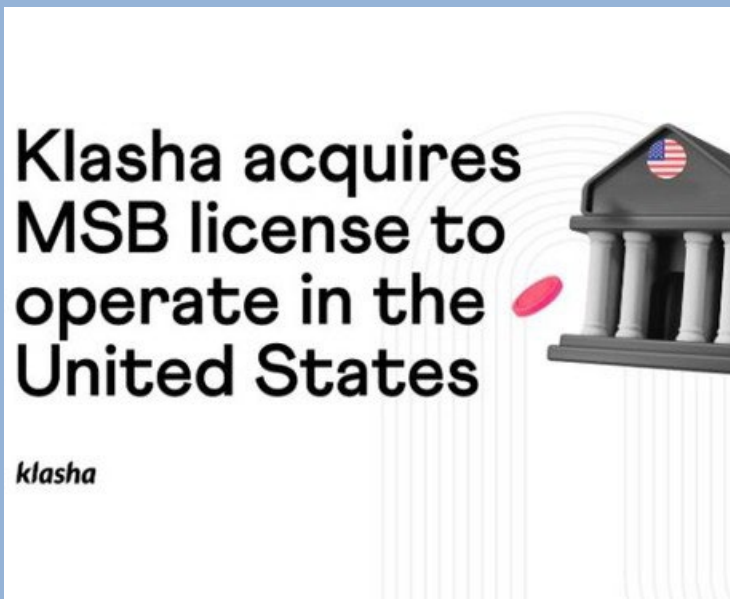 Klasha acquires
MSB license to
operate in the
United States
klasha